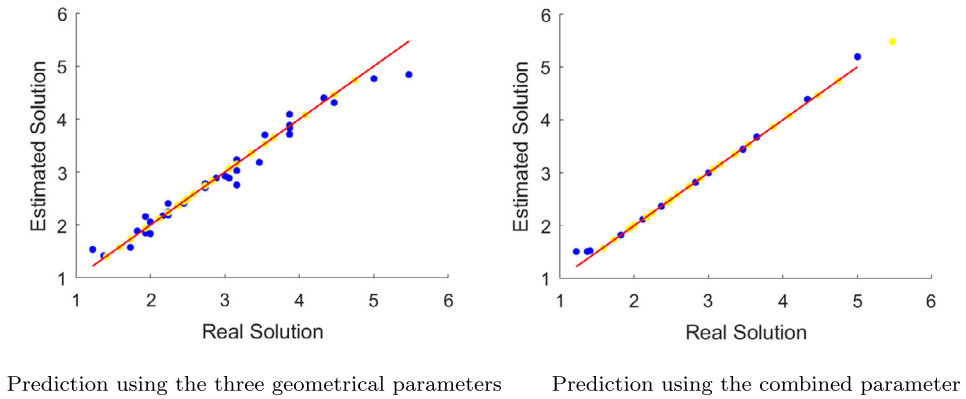 6
5
4
3
2
1
Estimated Solution
1 2 3 4 5 6
Real Solution
Prediction using the three geometrical parameters
6
5
4
3
2
1
Estimated Solution
1 2 3 4 5 6
Real Solution
Prediction using the combined parameter